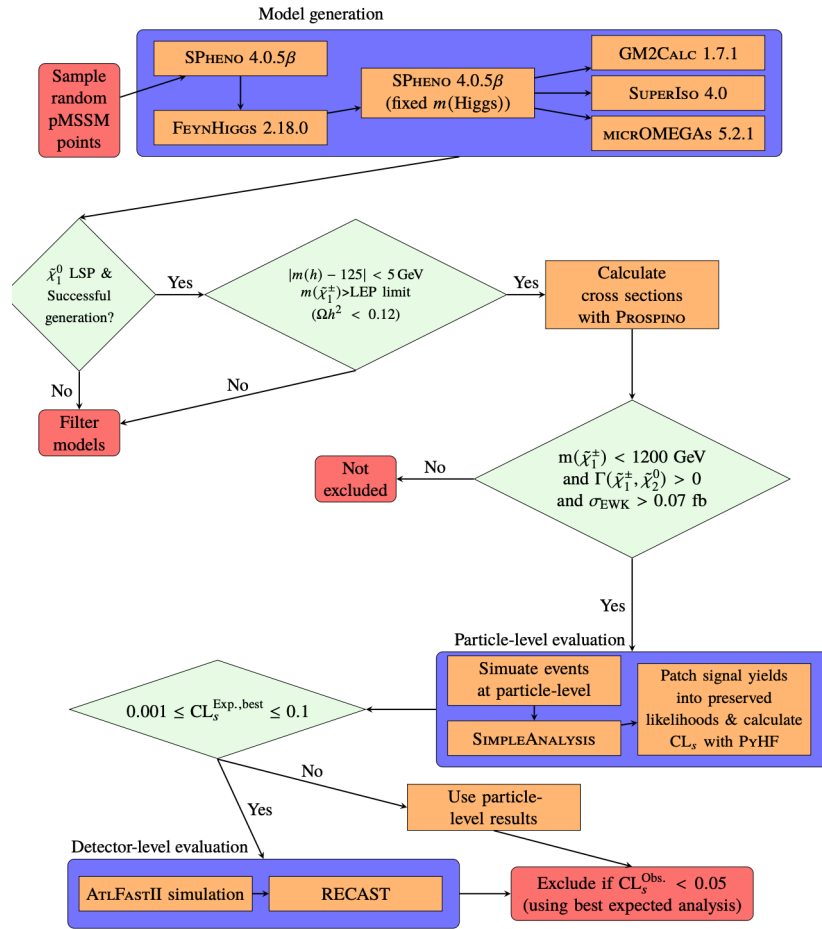 Model generation
Sample
random
pMSSM
points
SPheno 4.0.5β
FeynHiggs 2.18.0
SPheno 4.0.5β
(fixed m(Higgs))
GM2Calc 1.7.1
SuperIso 4.0
micrOMEGAs 5.2.1
χ̃₁⁰ LSP &
Successful
generation?
Yes
|m(h) − 125| < 5 GeV
m(χ̃₁±)>LEP limit
(Ωh² < 0.12)
Yes
Calculate
cross sections
with Prospino
No
No
Filter
models
m(χ̃₁±) < 1200 GeV
and Γ(χ̃₁±, χ̃₂⁰) > 0
and σEWK > 0.07 fb
No
Not
excluded
Yes
Particle-level evaluation
Simuate events
at particle-level
SimpleAnalysis
Patch signal yields
into preserved
likelihoods & calculate
CLs with PyHF
0.001 ≤ CLs^Exp.,best ≤ 0.1
No
Yes
Use particle-
level results
Detector-level evaluation
AtlFastII simulation
RECAST
Exclude if CLs^Obs. < 0.05
(using best expected analysis)